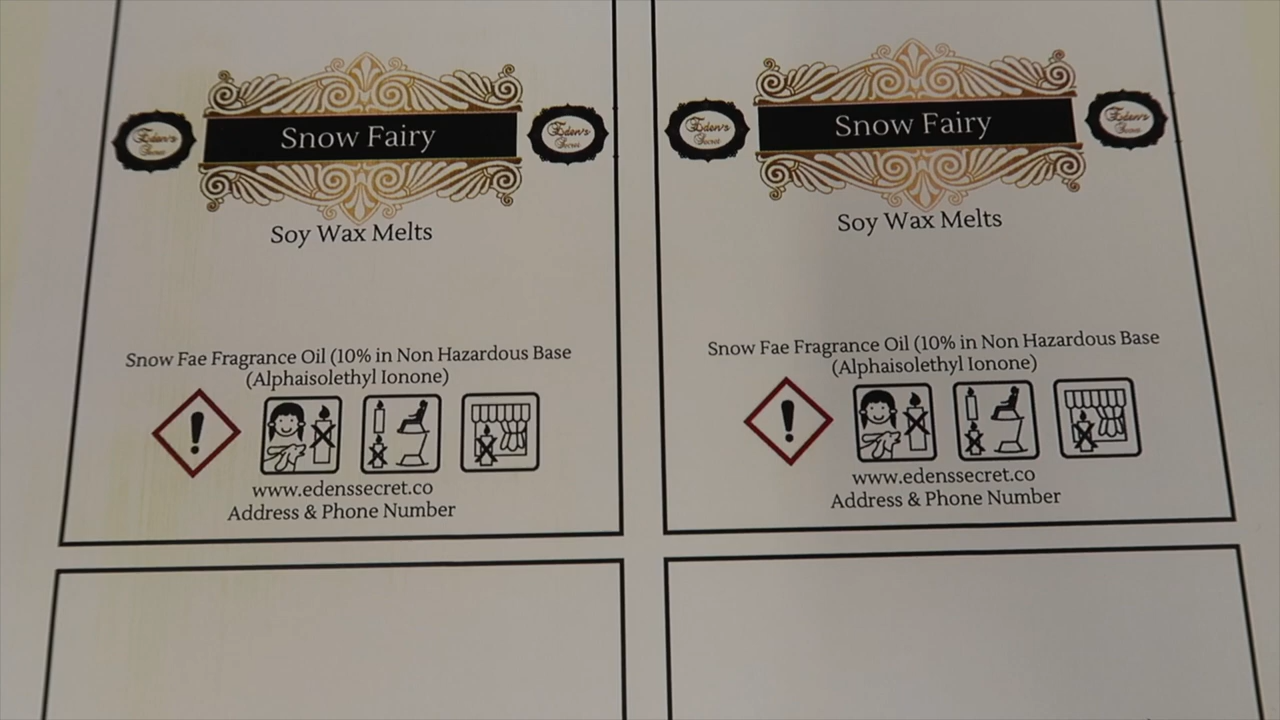 Snow Fairy
Eden's
Secret
Eden's
Secret
Soy Wax Melts
Snow Fae Fragrance Oil (10% in Non Hazardous Base
(Alphaisolethyl Ionone)
www.edenssecret.co
Address & Phone Number
Snow Fairy
Eden's
Secret
Eden's
Secret
Soy Wax Melts
Snow Fae Fragrance Oil (10% in Non Hazardous Base
(Alphaisolethyl Ionone)
www.edenssecret.co
Address & Phone Number